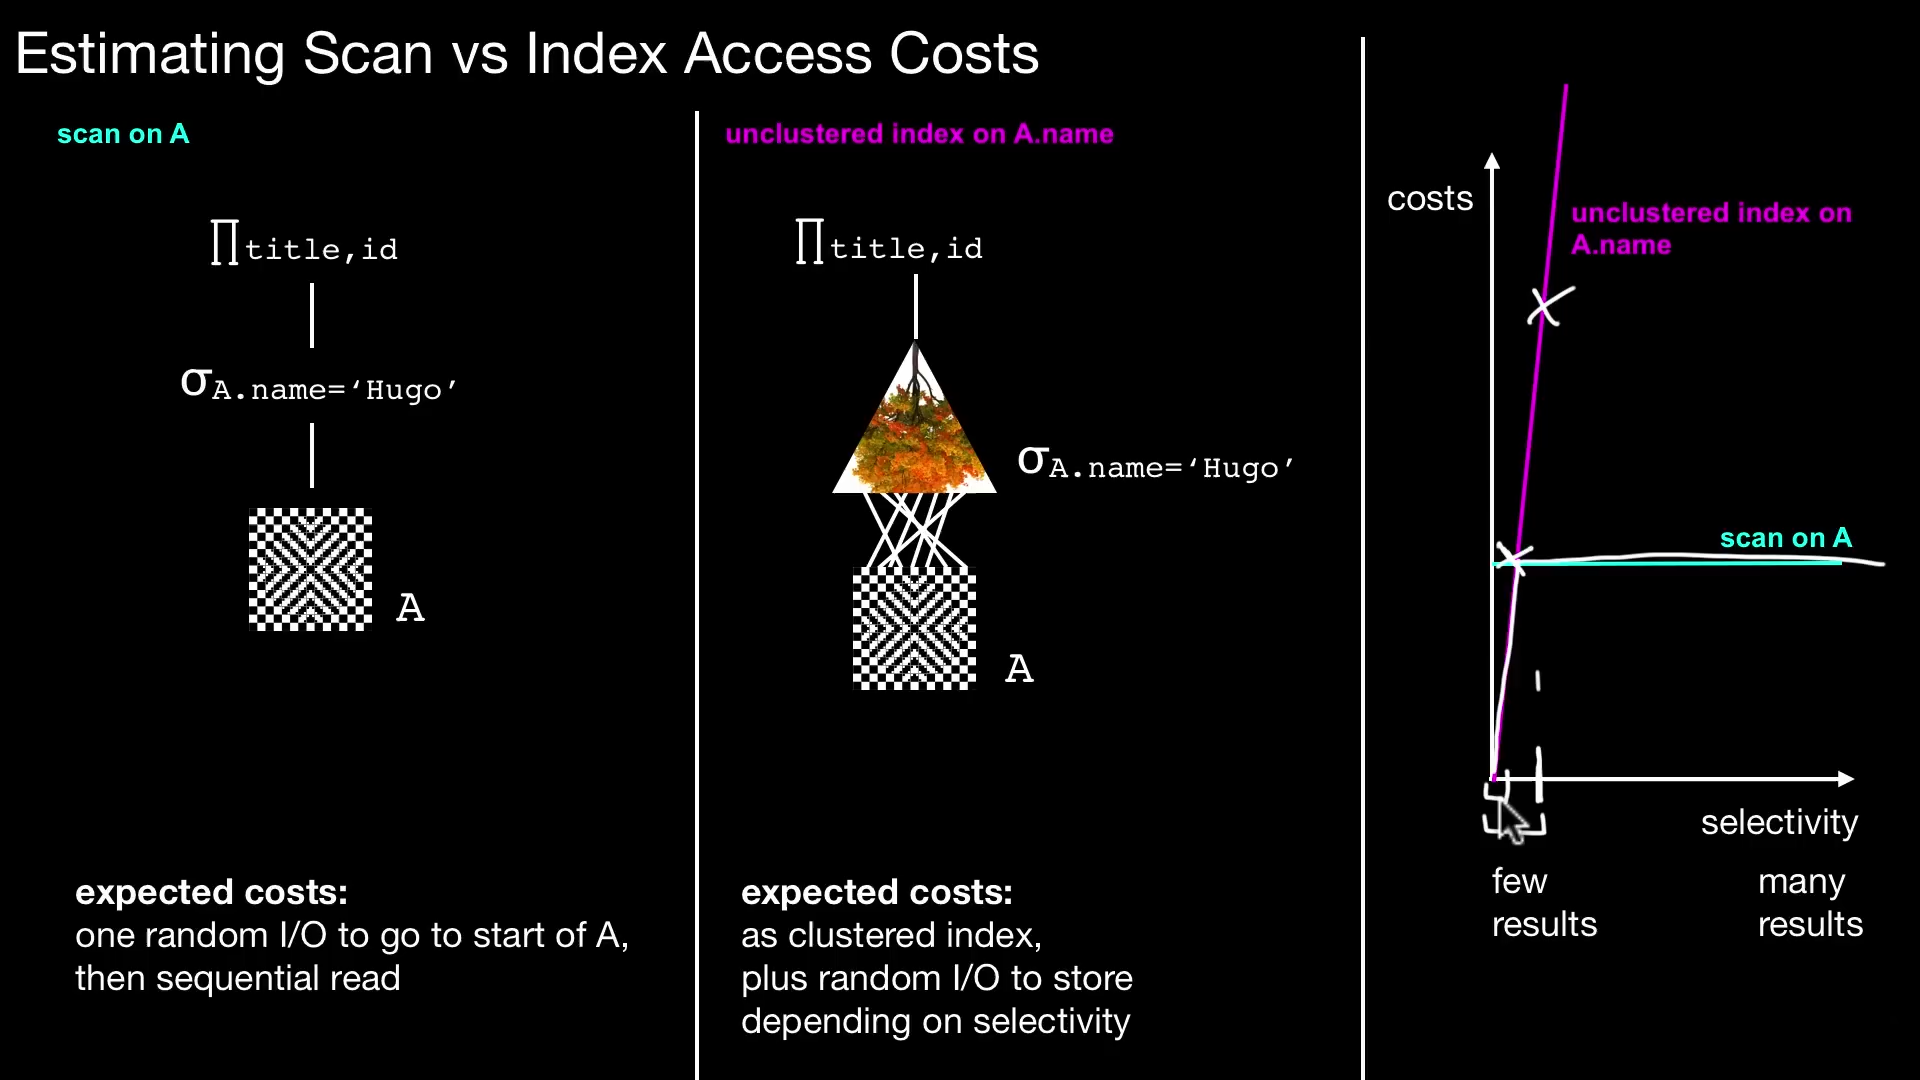 Estimating Scan vs Index Access Costs
scan on A
∏title,id
σA.name=‘Hugo’
A
expected costs:
one random I/O to go to start of A,
then sequential read
unclustered index on A.name
∏title,id
σA.name=‘Hugo’
A
expected costs:
as clustered index,
plus random I/O to store
depending on selectivity
costs
unclustered index on
A.name
scan on A
selectivity
few
results
many
results